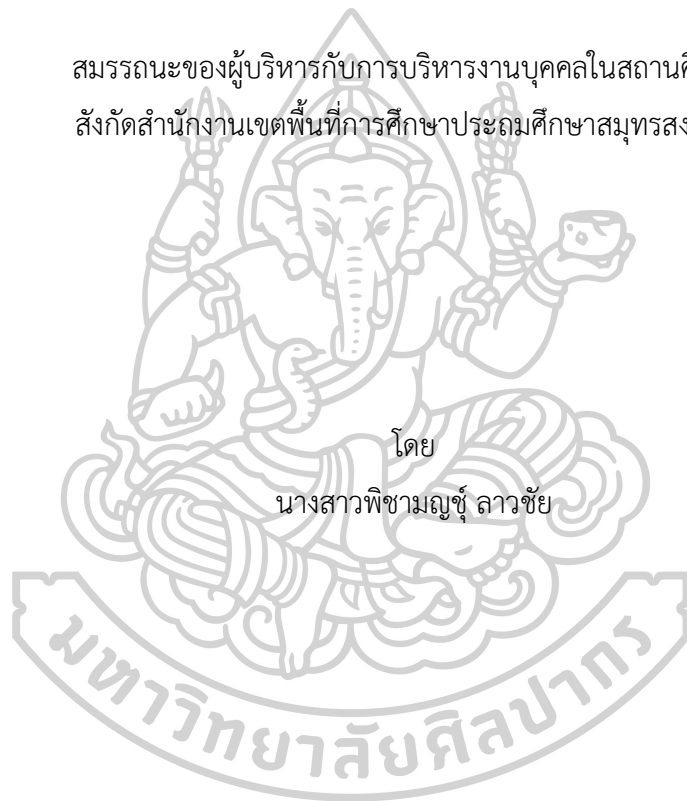 สมรรถนะของผู้บริหารกับการบริหารงานบุคคลในสถานศึ
สังกัดสำนักงานเขตพื้นที่การศึกษาประถมศึกษาสมุทรสง
โดย
นางสาวพิชามญชุ์ ลาวชัย
มหาวิทยาลัยศิลปากร